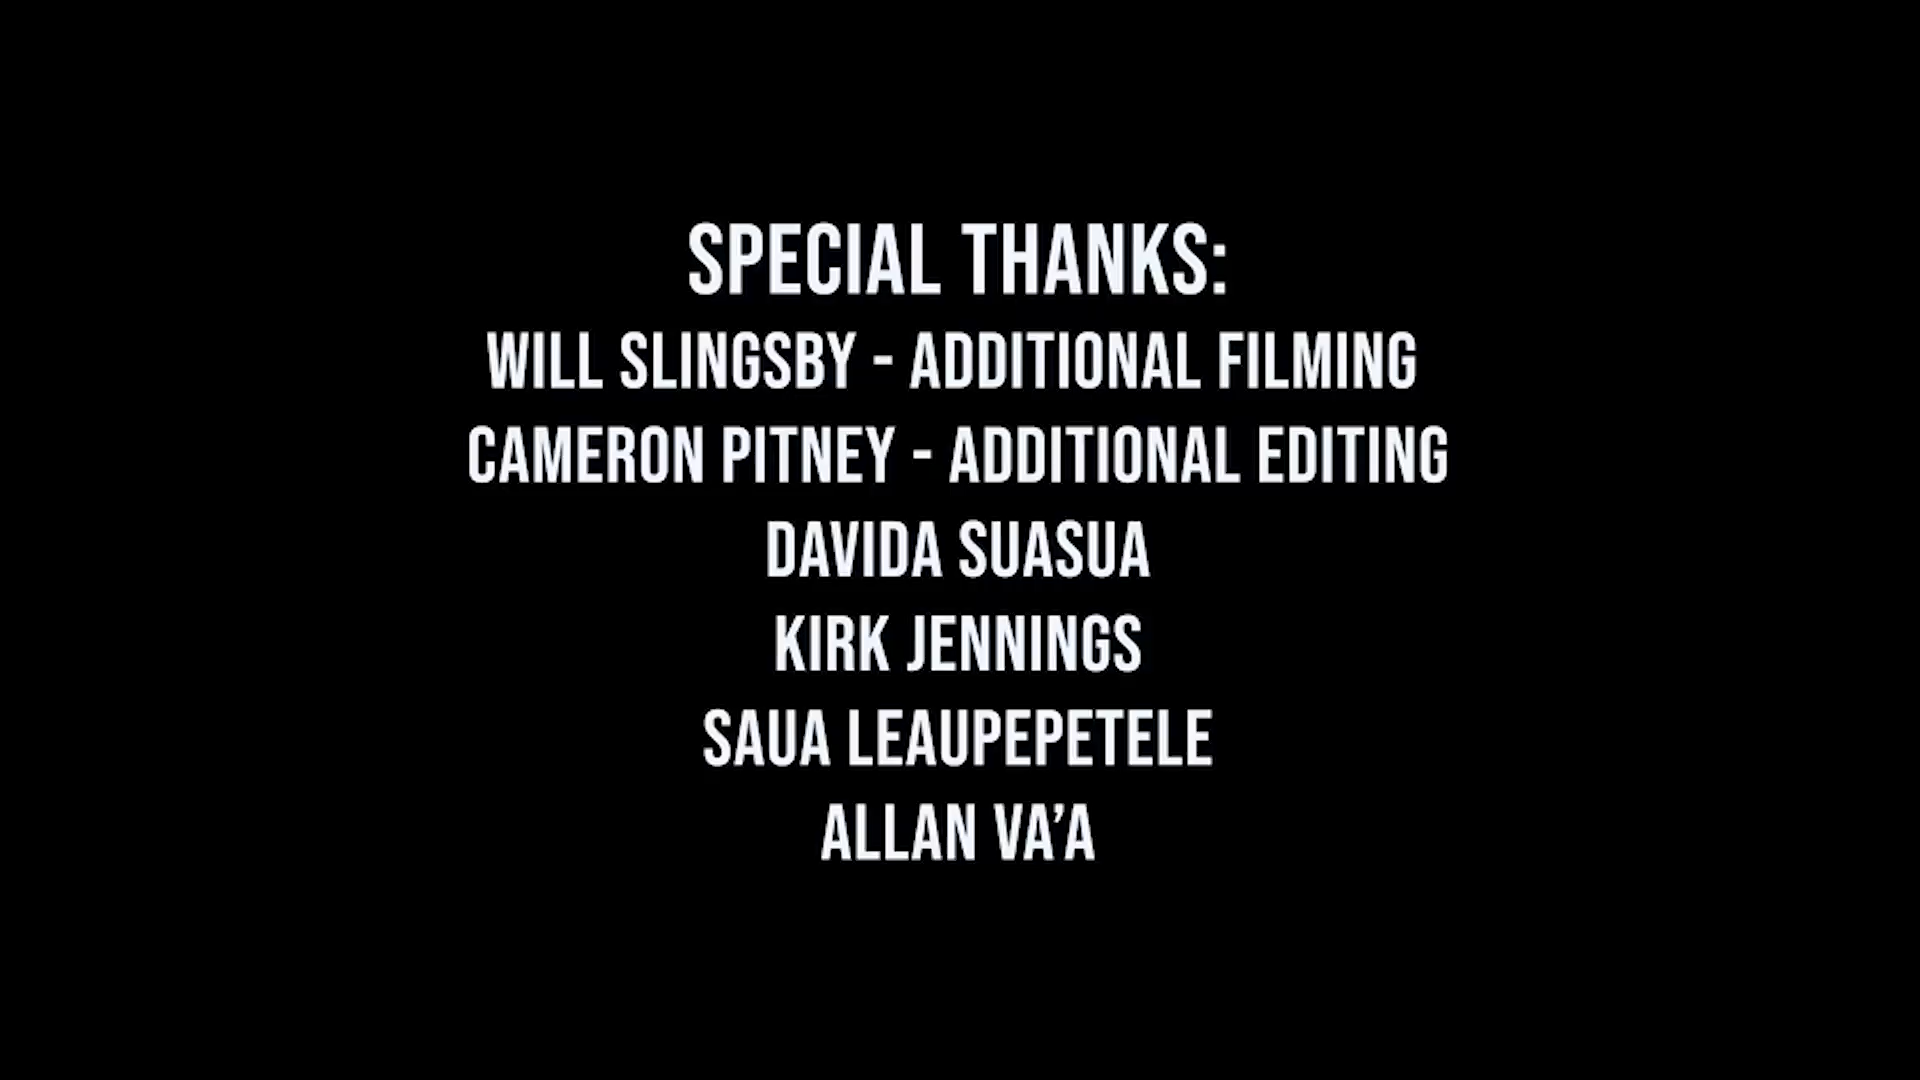 SPECIAL THANKS:
WILL SLINGSBY - ADDITIONAL FILMING
CAMERON PITNEY - ADDITIONAL EDITING
DAVIDA SUASUA
KIRK JENNINGS
SAUA LEAUPEPETELE
ALLAN VA’A